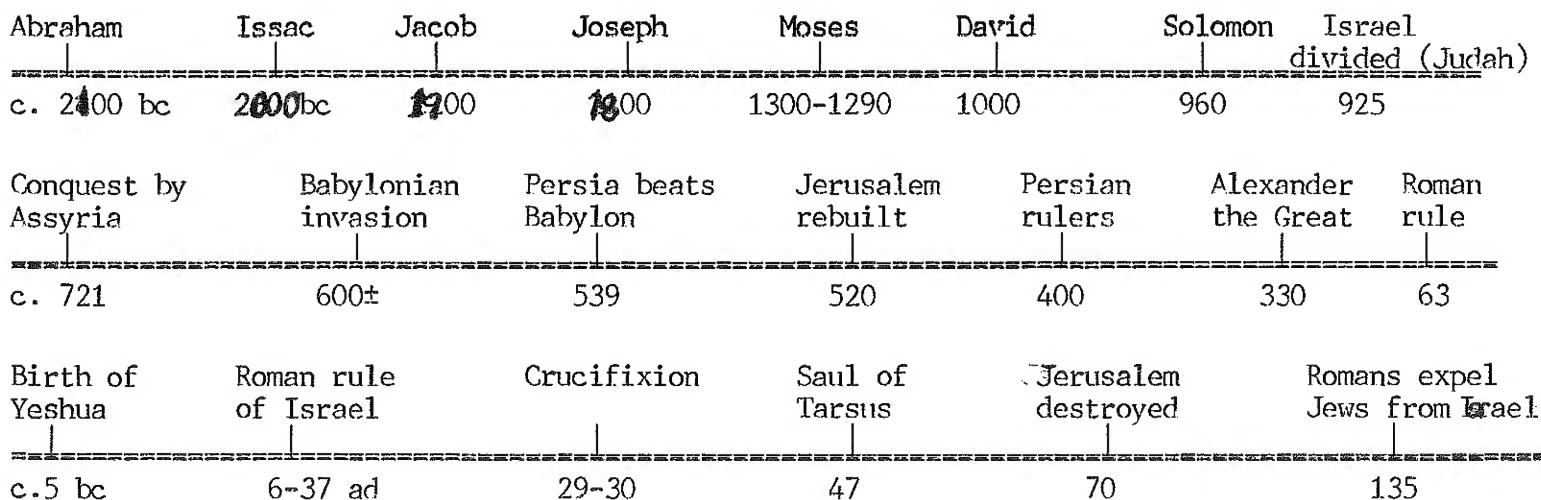 Abraham Issac Jacob Joseph Moses David Solomon Israel
divided (Judah)
c. 2100 bc 2000bc 1900 1800 1300-1290 1000 960 925
Conquest by Babylonian Persia beats Jerusalem Persian Alexander Roman
Assyria invasion Babylon rebuilt rulers the Great rule
c. 721 600± 539 520 400 330 63
Birth of Roman rule Crucifixion Saul of Jerusalem Romans expel
Yeshua of Israel Tarsus destroyed Jews from Israel
c.5 bc 6-37 ad 29-30 47 70 135